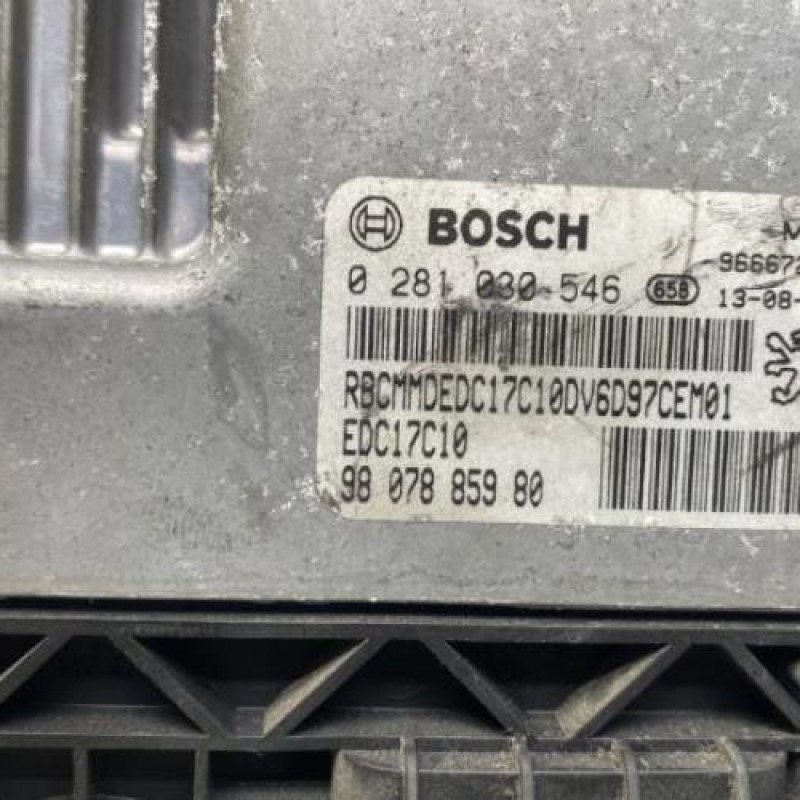 BOSCH
0 281 030 546 658
13-08-
RBCMMDEDC17C10DV6D97CEM01
EDC17C10
98 078 859 80